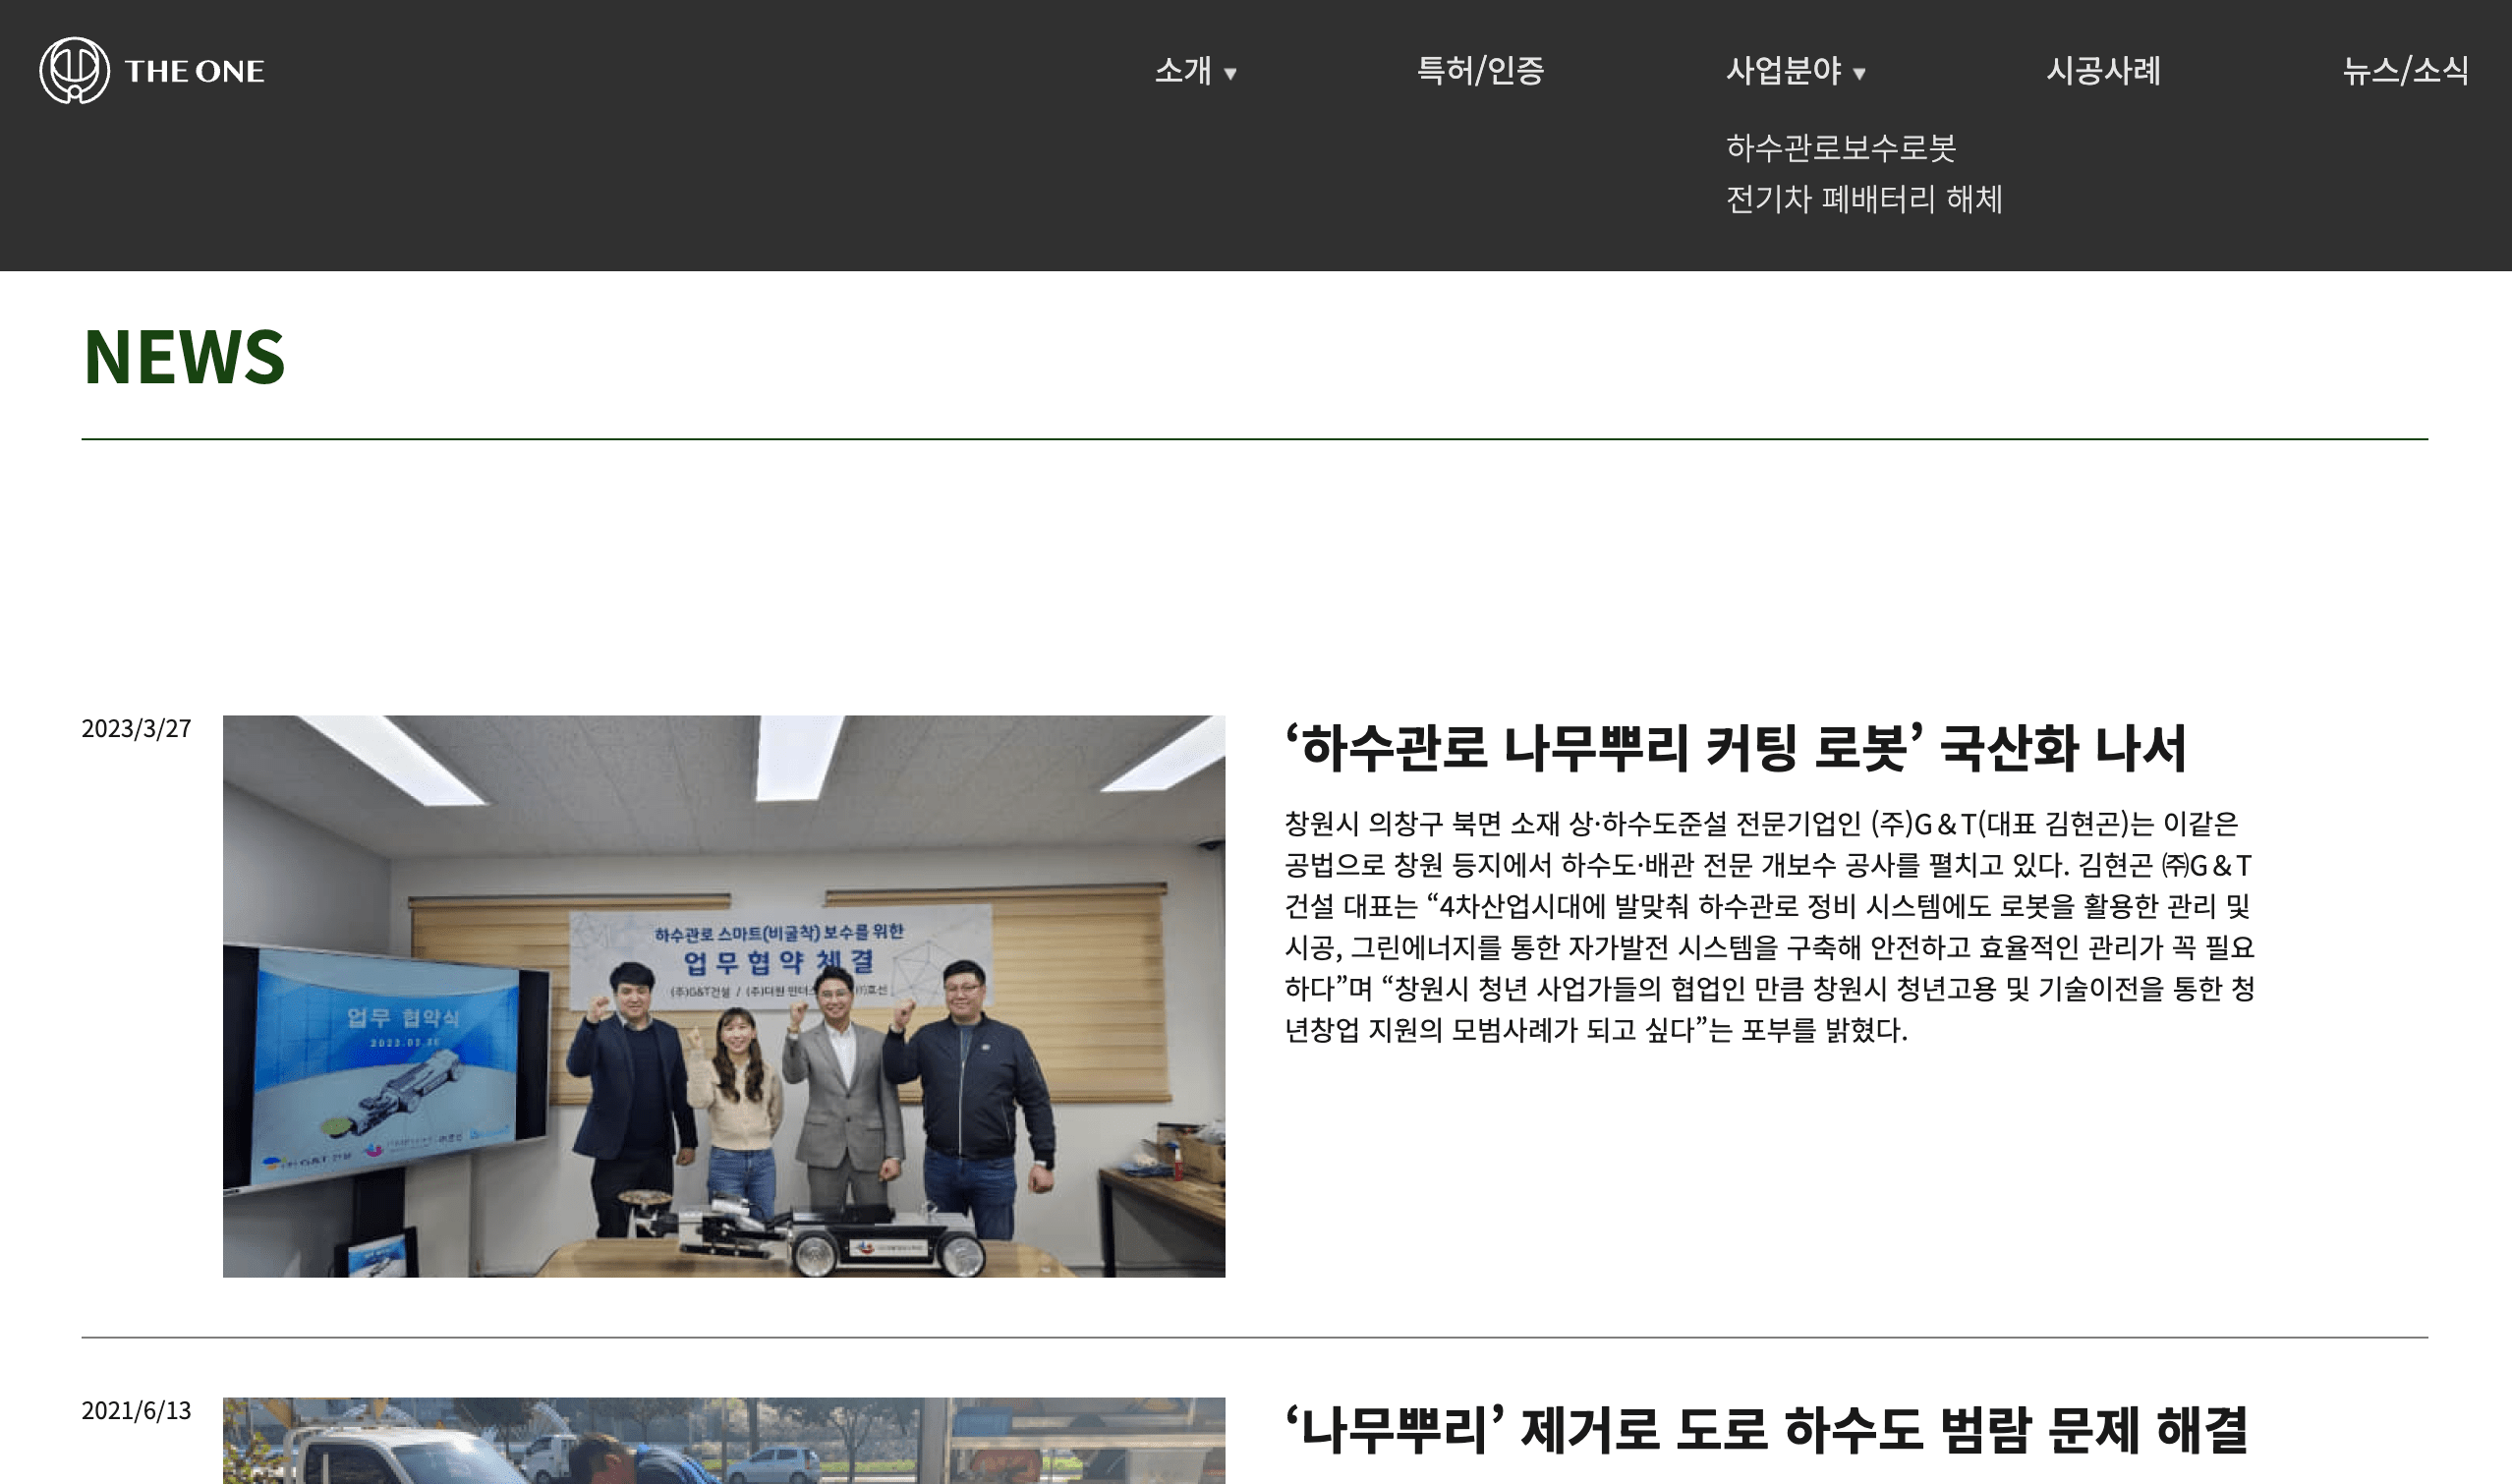 THE ONE
소개 ▼
특허/인증
사업분야 ▼
시공사례
뉴스/소식
하수관로보수로봇
전기차 폐배터리 해체
NEWS
2023/3/27
‘하수관로 나무뿌리 커팅 로봇’ 국산화 나서
창원시 의창구 북면 소재 상·하수도준설 전문기업인 (주)G&T(대표 김현곤)는 이같은
공법으로 창원 등지에서 하수도·배관 전문 개보수 공사를 펼치고 있다. 김현곤 ㈜G&T
건설 대표는 “4차산업시대에 발맞춰 하수관로 정비 시스템에도 로봇을 활용한 관리 및
시공, 그린에너지를 통한 자가발전 시스템을 구축해 안전하고 효율적인 관리가 꼭 필요
하다”며 “창원시 청년 사업가들의 협업인 만큼 창원시 청년고용 및 기술이전을 통한 청
년창업 지원의 모범사례가 되고 싶다”는 포부를 밝혔다.
하수관로 스마트(비굴착) 보수를 위한
업무협약 체결
(주)G&T건설 / (주)더원 인더스 호선
업무 협약식
G&T 건설
2021/6/13
‘나무뿌리’ 제거로 도로 하수도 범람 문제 해결